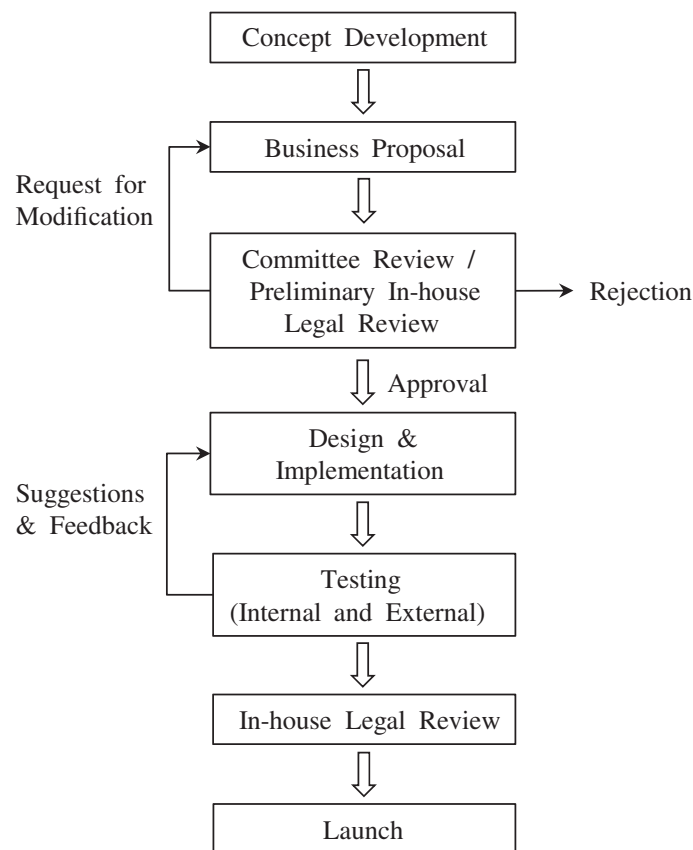 Concept Development
Business Proposal
Request for
Modification
Committee Review /
Preliminary In-house
Legal Review
Rejection
Approval
Design &
Implementation
Suggestions
& Feedback
Testing
(Internal and External)
In-house Legal Review
Launch